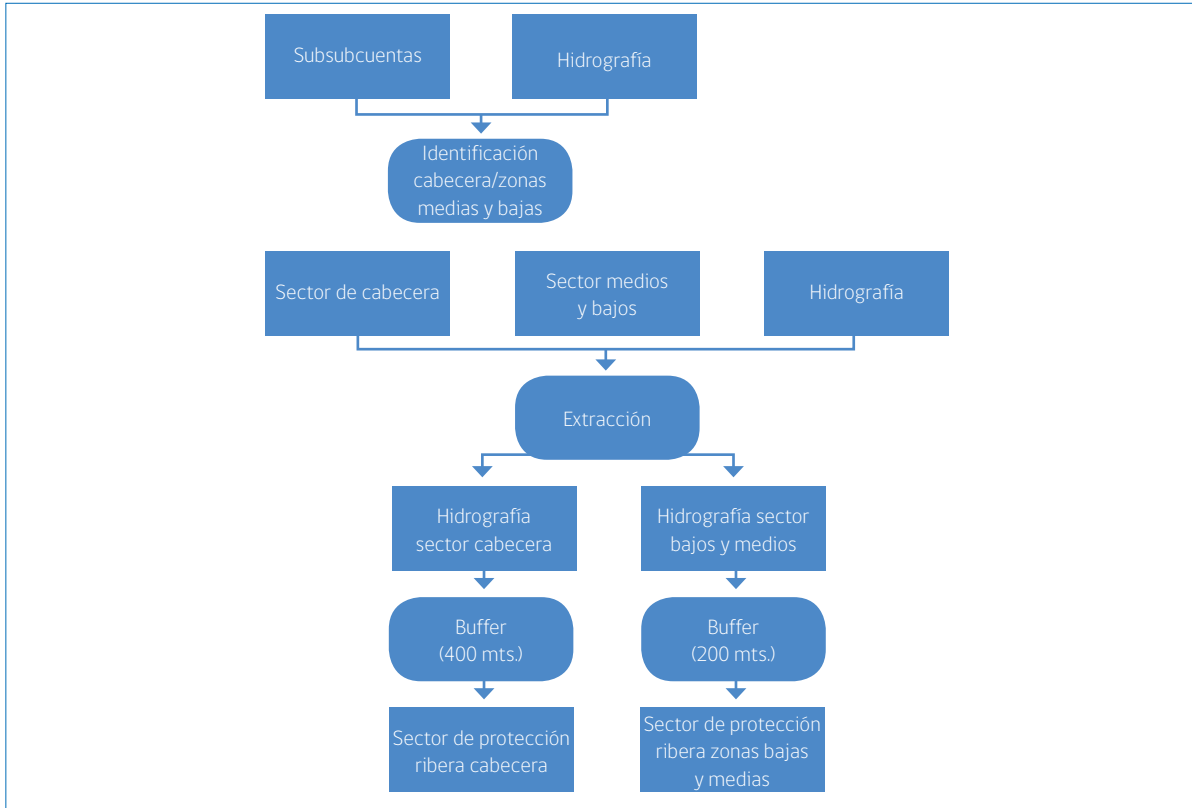 Subsubcuentas
Hidrografía
Identificación
cabecera/zonas
medias y bajas
Sector de cabecera
Sector medios
y bajos
Hidrografía
Extracción
Hidrografía
sector cabecera
Hidrografía sector
bajos y medios
Buffer
(400 mts.)
Buffer
(200 mts.)
Sector de protección
ribera cabecera
Sector de protección
ribera zonas bajas
y medias